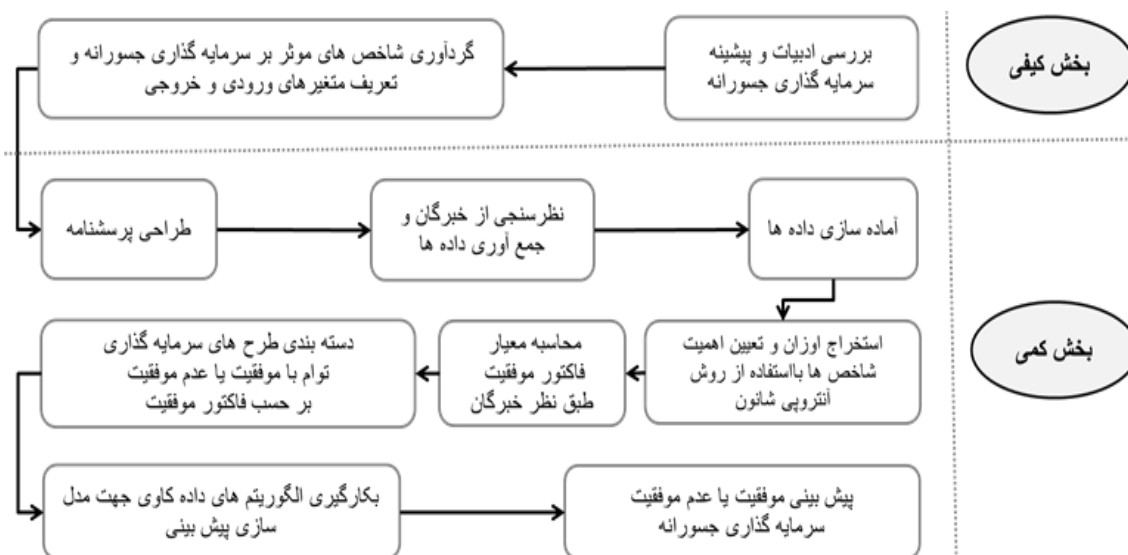 بخش کیفی
بررسی ادبیات و پیشینه
سرمایه گذاری جسورانه
گردآوری شاخص های موثر بر سرمایه گذاری جسورانه و
تعریف متغیرهای ورودی و خروجی
طراحی پرسشنامه
نظرسنجی از خبرگان و
جمع آوری داده ها
آماده سازی داده ها
بخش کمی
استخراج اوزان و تعیین اهمیت
شاخص ها بااستفاده از روش
آنتروپی شانون
محاسبه معیار
فاکتور موفقیت
طبق نظر خبرگان
دسته بندی طرح های سرمایه گذاری
توام با موفقیت یا عدم موفقیت
بر حسب فاکتور موفقیت
بکارگیری الگوریتم های داده کاوی جهت مدل
سازی پیش بینی
پیش بینی موفقیت یا عدم موفقیت
سرمایه گذاری جسورانه